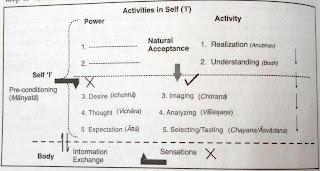 Activities in Self ('I')
Power Activity
Natural Acceptance
1. 1. Realization (Anubhav)
2. 2. Understanding (Bodh)
Self 'I'
Pre-conditioning (Mānyatā)
3. Desire (Ichchhā) 3. Imaging (Chitraṇa)
4. Thought (Vichāra) 4. Analyzing (Viśleṣaṇa)
5. Expectation (Āśā) 5. Selecting/Tasting (Chayana/Āsvādana)
Body Information Exchange Sensations